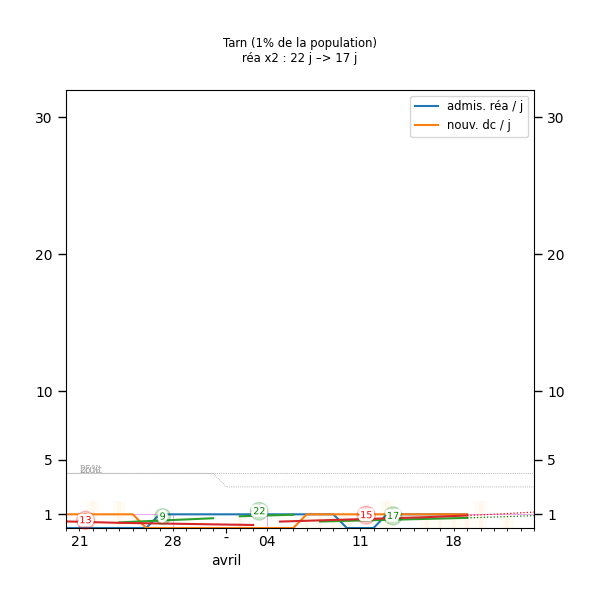 Tarn (1% de la population)
réa x2 : 22 j –> 17 j
admis. réa / j
nouv. dc / j
30 30
20 20
10 10
5 5
1 1
13 9 22 15 17
21 28 - 04 11 18
avril